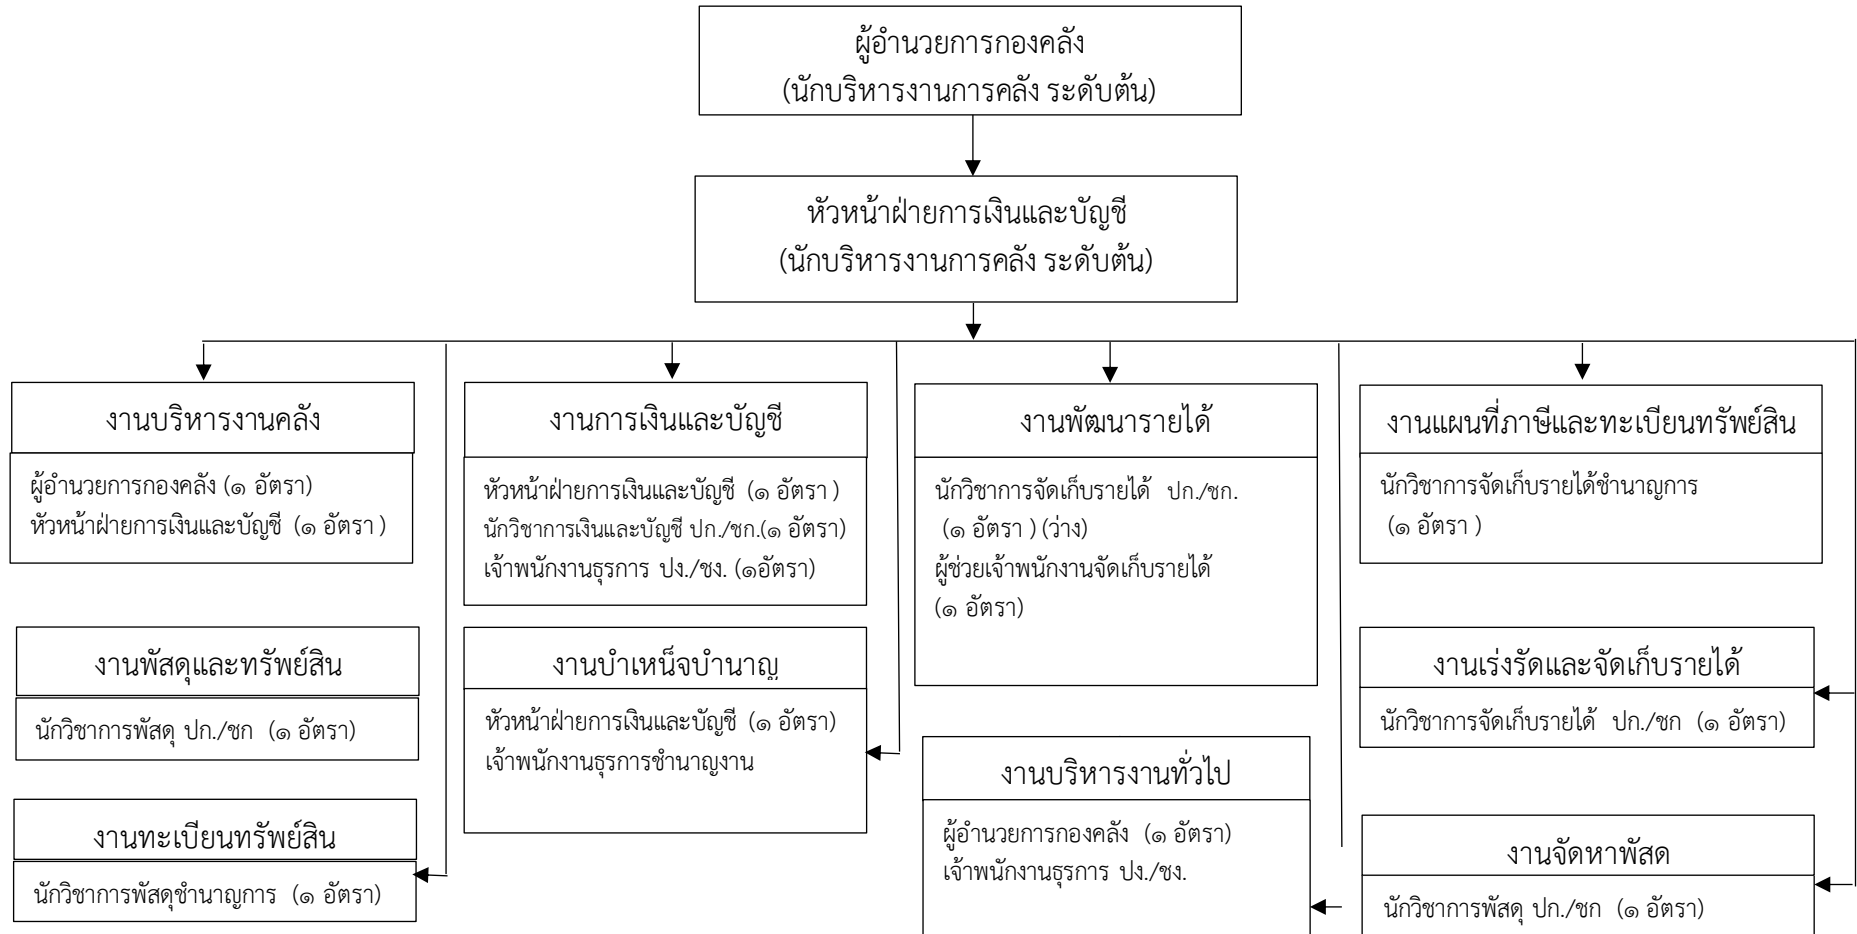 ผู้อำนวยการกองคลัง
(นักบริหารงานการคลัง ระดับต้น)
หัวหน้าฝ่ายการเงินและบัญชี
(นักบริหารงานการคลัง ระดับต้น)
งานบริหารงานคลัง
ผู้อำนวยการกองคลัง (๑ อัตรา)
หัวหน้าฝ่ายการเงินและบัญชี (๑ อัตรา )
งานการเงินและบัญชี
หัวหน้าฝ่ายการเงินและบัญชี (๑ อัตรา )
นักวิชาการเงินและบัญชี ปก./ชก.(๑ อัตรา)
เจ้าพนักงานธุรการ ปง./ชง. (๑อัตรา)
งานพัฒนารายได้
นักวิชาการจัดเก็บรายได้ ปก./ชก.
(๑ อัตรา ) (ว่าง)
ผู้ช่วยเจ้าพนักงานจัดเก็บรายได้
(๑ อัตรา)
งานแผนที่ภาษีและทะเบียนทรัพย์สิน
นักวิชาการจัดเก็บรายได้ชำนาญการ
(๑ อัตรา )
งานพัสดุและทรัพย์สิน
นักวิชาการพัสดุ ปก./ชก (๑ อัตรา)
งานบำเหน็จบำนาญ
หัวหน้าฝ่ายการเงินและบัญชี (๑ อัตรา)
เจ้าพนักงานธุรการชำนาญงาน
งานเร่งรัดและจัดเก็บรายได้
นักวิชาการจัดเก็บรายได้ ปก./ชก (๑ อัตรา)
งานทะเบียนทรัพย์สิน
นักวิชาการพัสดุชำนาญการ (๑ อัตรา)
งานบริหารงานทั่วไป
ผู้อำนวยการกองคลัง (๑ อัตรา)
เจ้าพนักงานธุรการ ปง./ชง.
งานจัดหาพัสดุ
นักวิชาการพัสดุ ปก./ชก (๑ อัตรา)